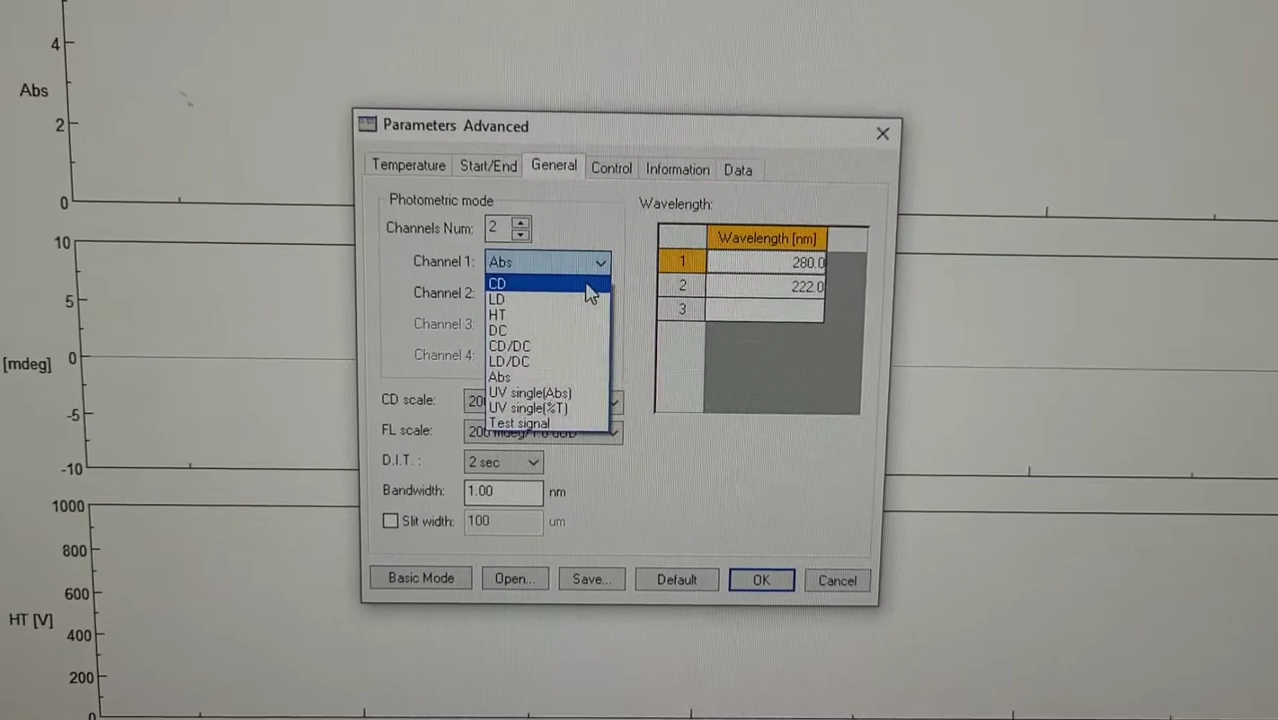 4
Abs
2
0
10
5
[mdeg]
0
-5
-10
1000
800
600
HT [V]
400
200
0
Parameters Advanced
Temperature
Start/End
General
Control
Information
Data
Photometric mode
Channels Num:
2
Channel 1:
Abs
Channel 2:
Channel 3:
Channel 4:
CD
LD
HT
DC
CD/DC
LD/DC
Abs
UV single(Abs)
UV single(%T)
Test signal
CD scale:
FL scale:
D.I.T. :
2 sec
Bandwidth:
1.00
nm
Slit width:
100
um
Wavelength:
Wavelength [nm]
1
280.0
2
222.0
3
Basic Mode
Open...
Save...
Default
OK
Cancel